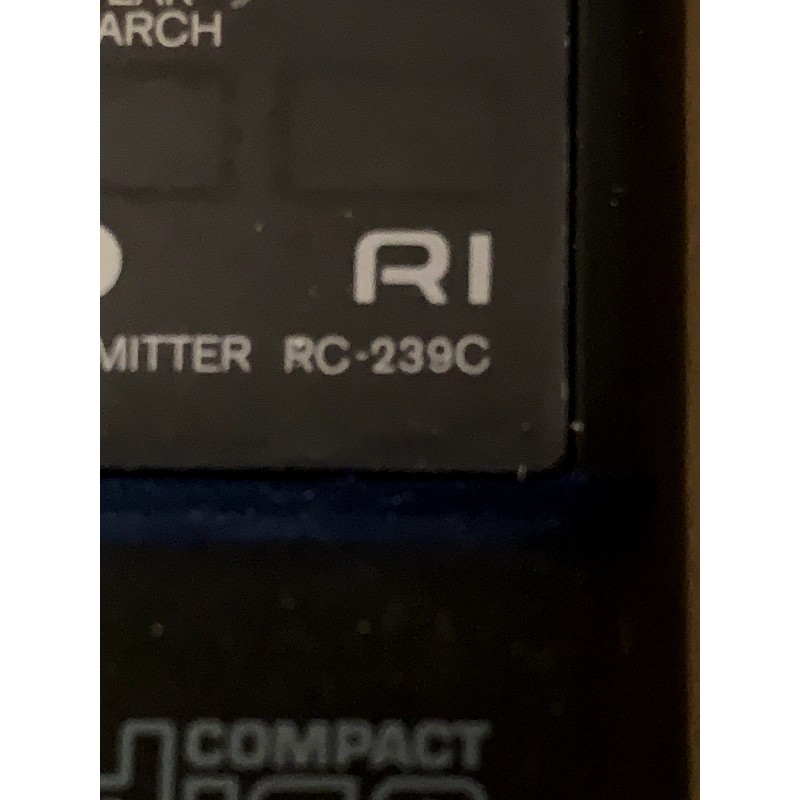 ARCH
RI
MITTER RC-239C
COMPACT